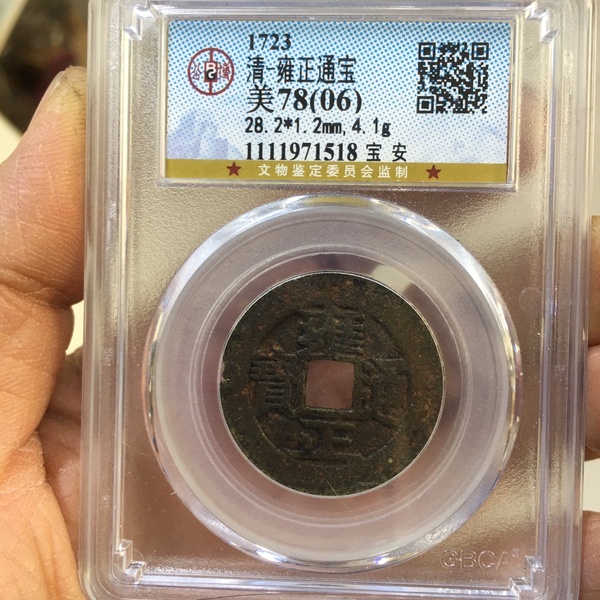 1723
清-雍正通宝
美78(06)
28.2*1.2mm,4.1g
1111971518 宝 安
★ 文物鉴定委员会监制 ★
雍
寶 通
正
GBCA